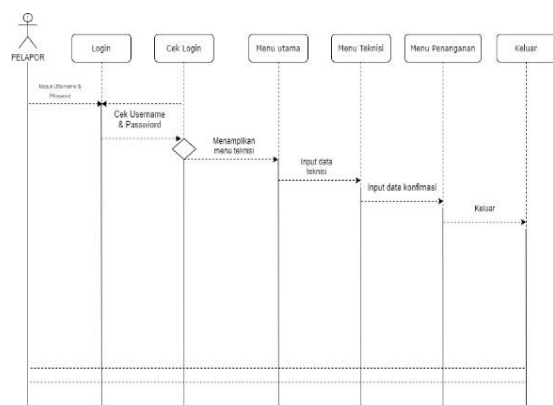 PELAPOR
Login
Cek Login
Menu utama
Menu Teknisi
Menu Penanganan
Keluar
Masuk USername &
Password
Cek Username
& Password
Menampilkan
menu teknisi
Input data
teknisi
Input data konfimasi
Keluar